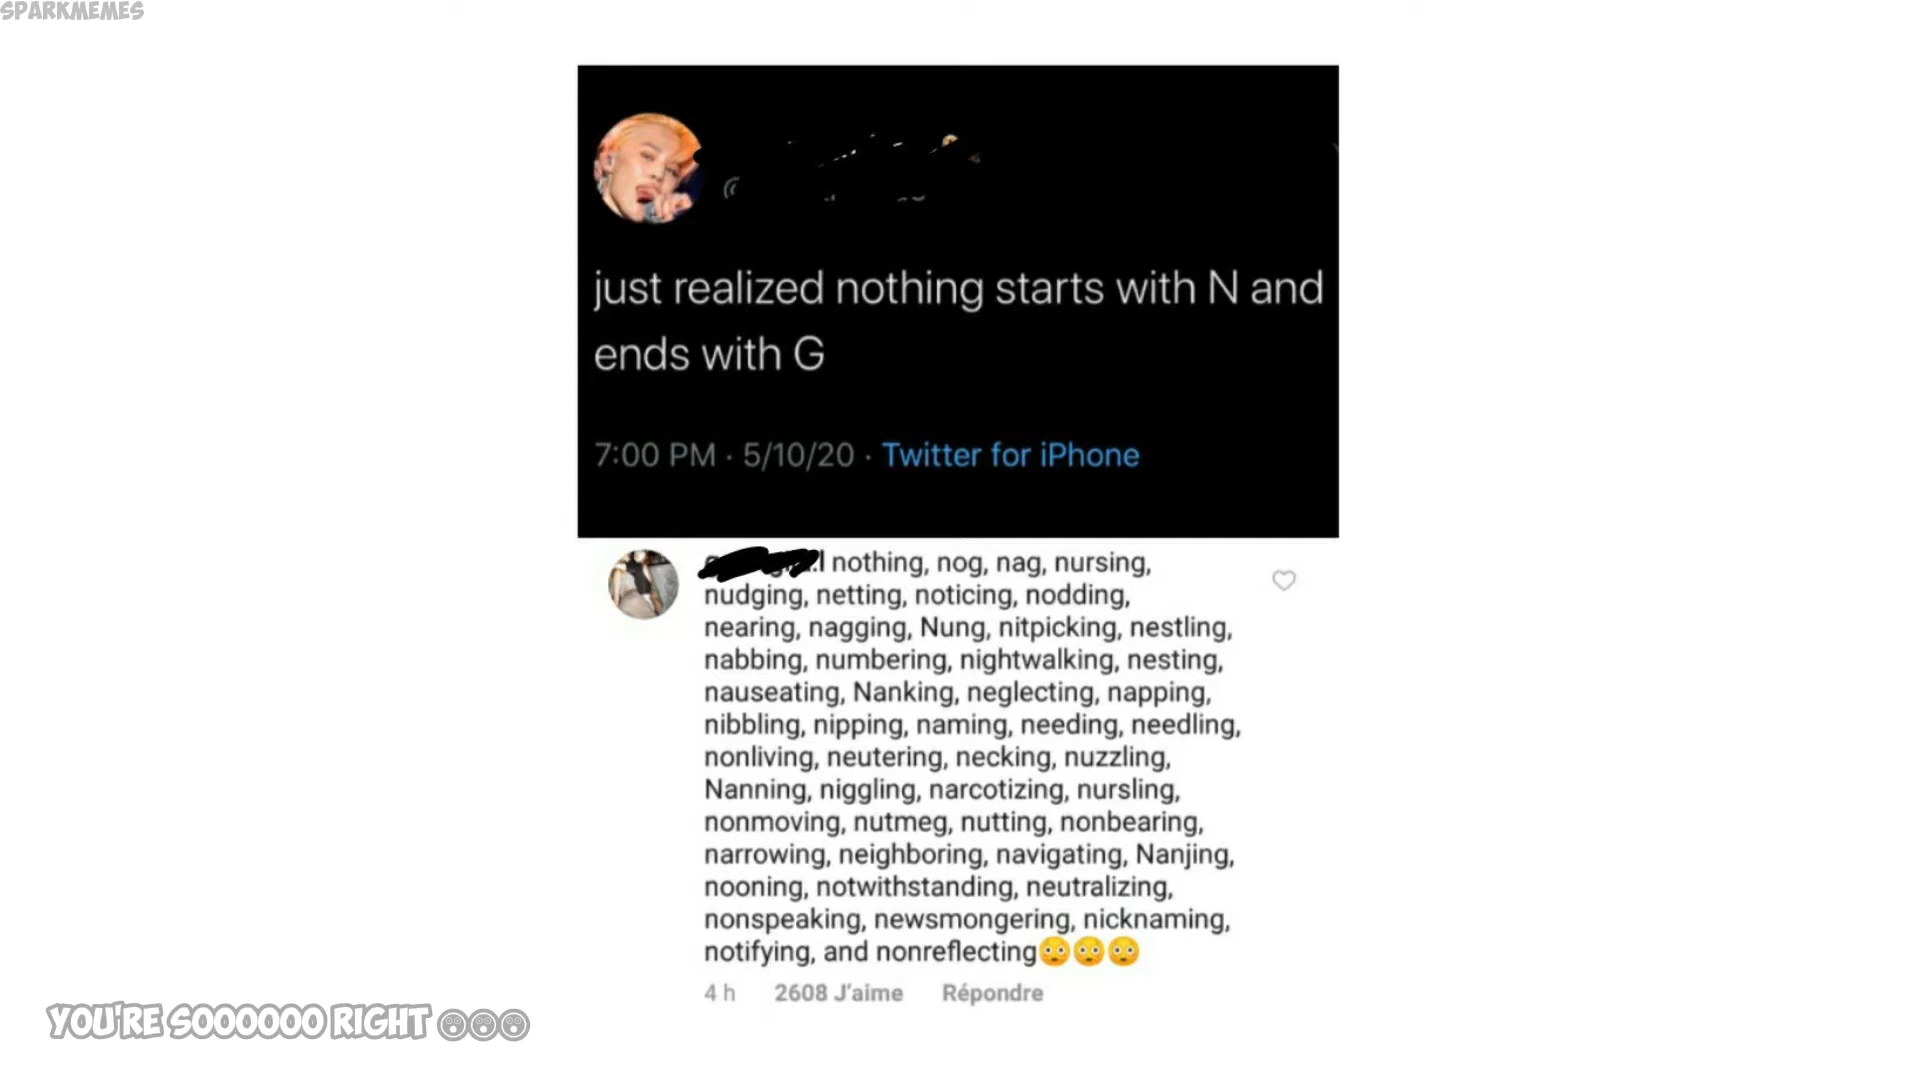 SPARKMEMES
just realized nothing starts with N and
ends with G
7:00 PM · 5/10/20 · Twitter for iPhone
nothing, nog, nag, nursing,
nudging, netting, noticing, nodding,
nearing, nagging, Nung, nitpicking, nestling,
nabbing, numbering, nightwalking, nesting,
nauseating, Nanking, neglecting, napping,
nibbling, nipping, naming, needing, needling,
nonliving, neutering, necking, nuzzling,
Nanning, niggling, narcotizing, nursling,
nonmoving, nutmeg, nutting, nonbearing,
narrowing, neighboring, navigating, Nanjing,
nooning, notwithstanding, neutralizing,
nonspeaking, newsmongering, nicknaming,
notifying, and nonreflecting😳😳😳
4 h 2608 J'aime Répondre
YOU'RE SOOOOOO RIGHT 😳😳😳